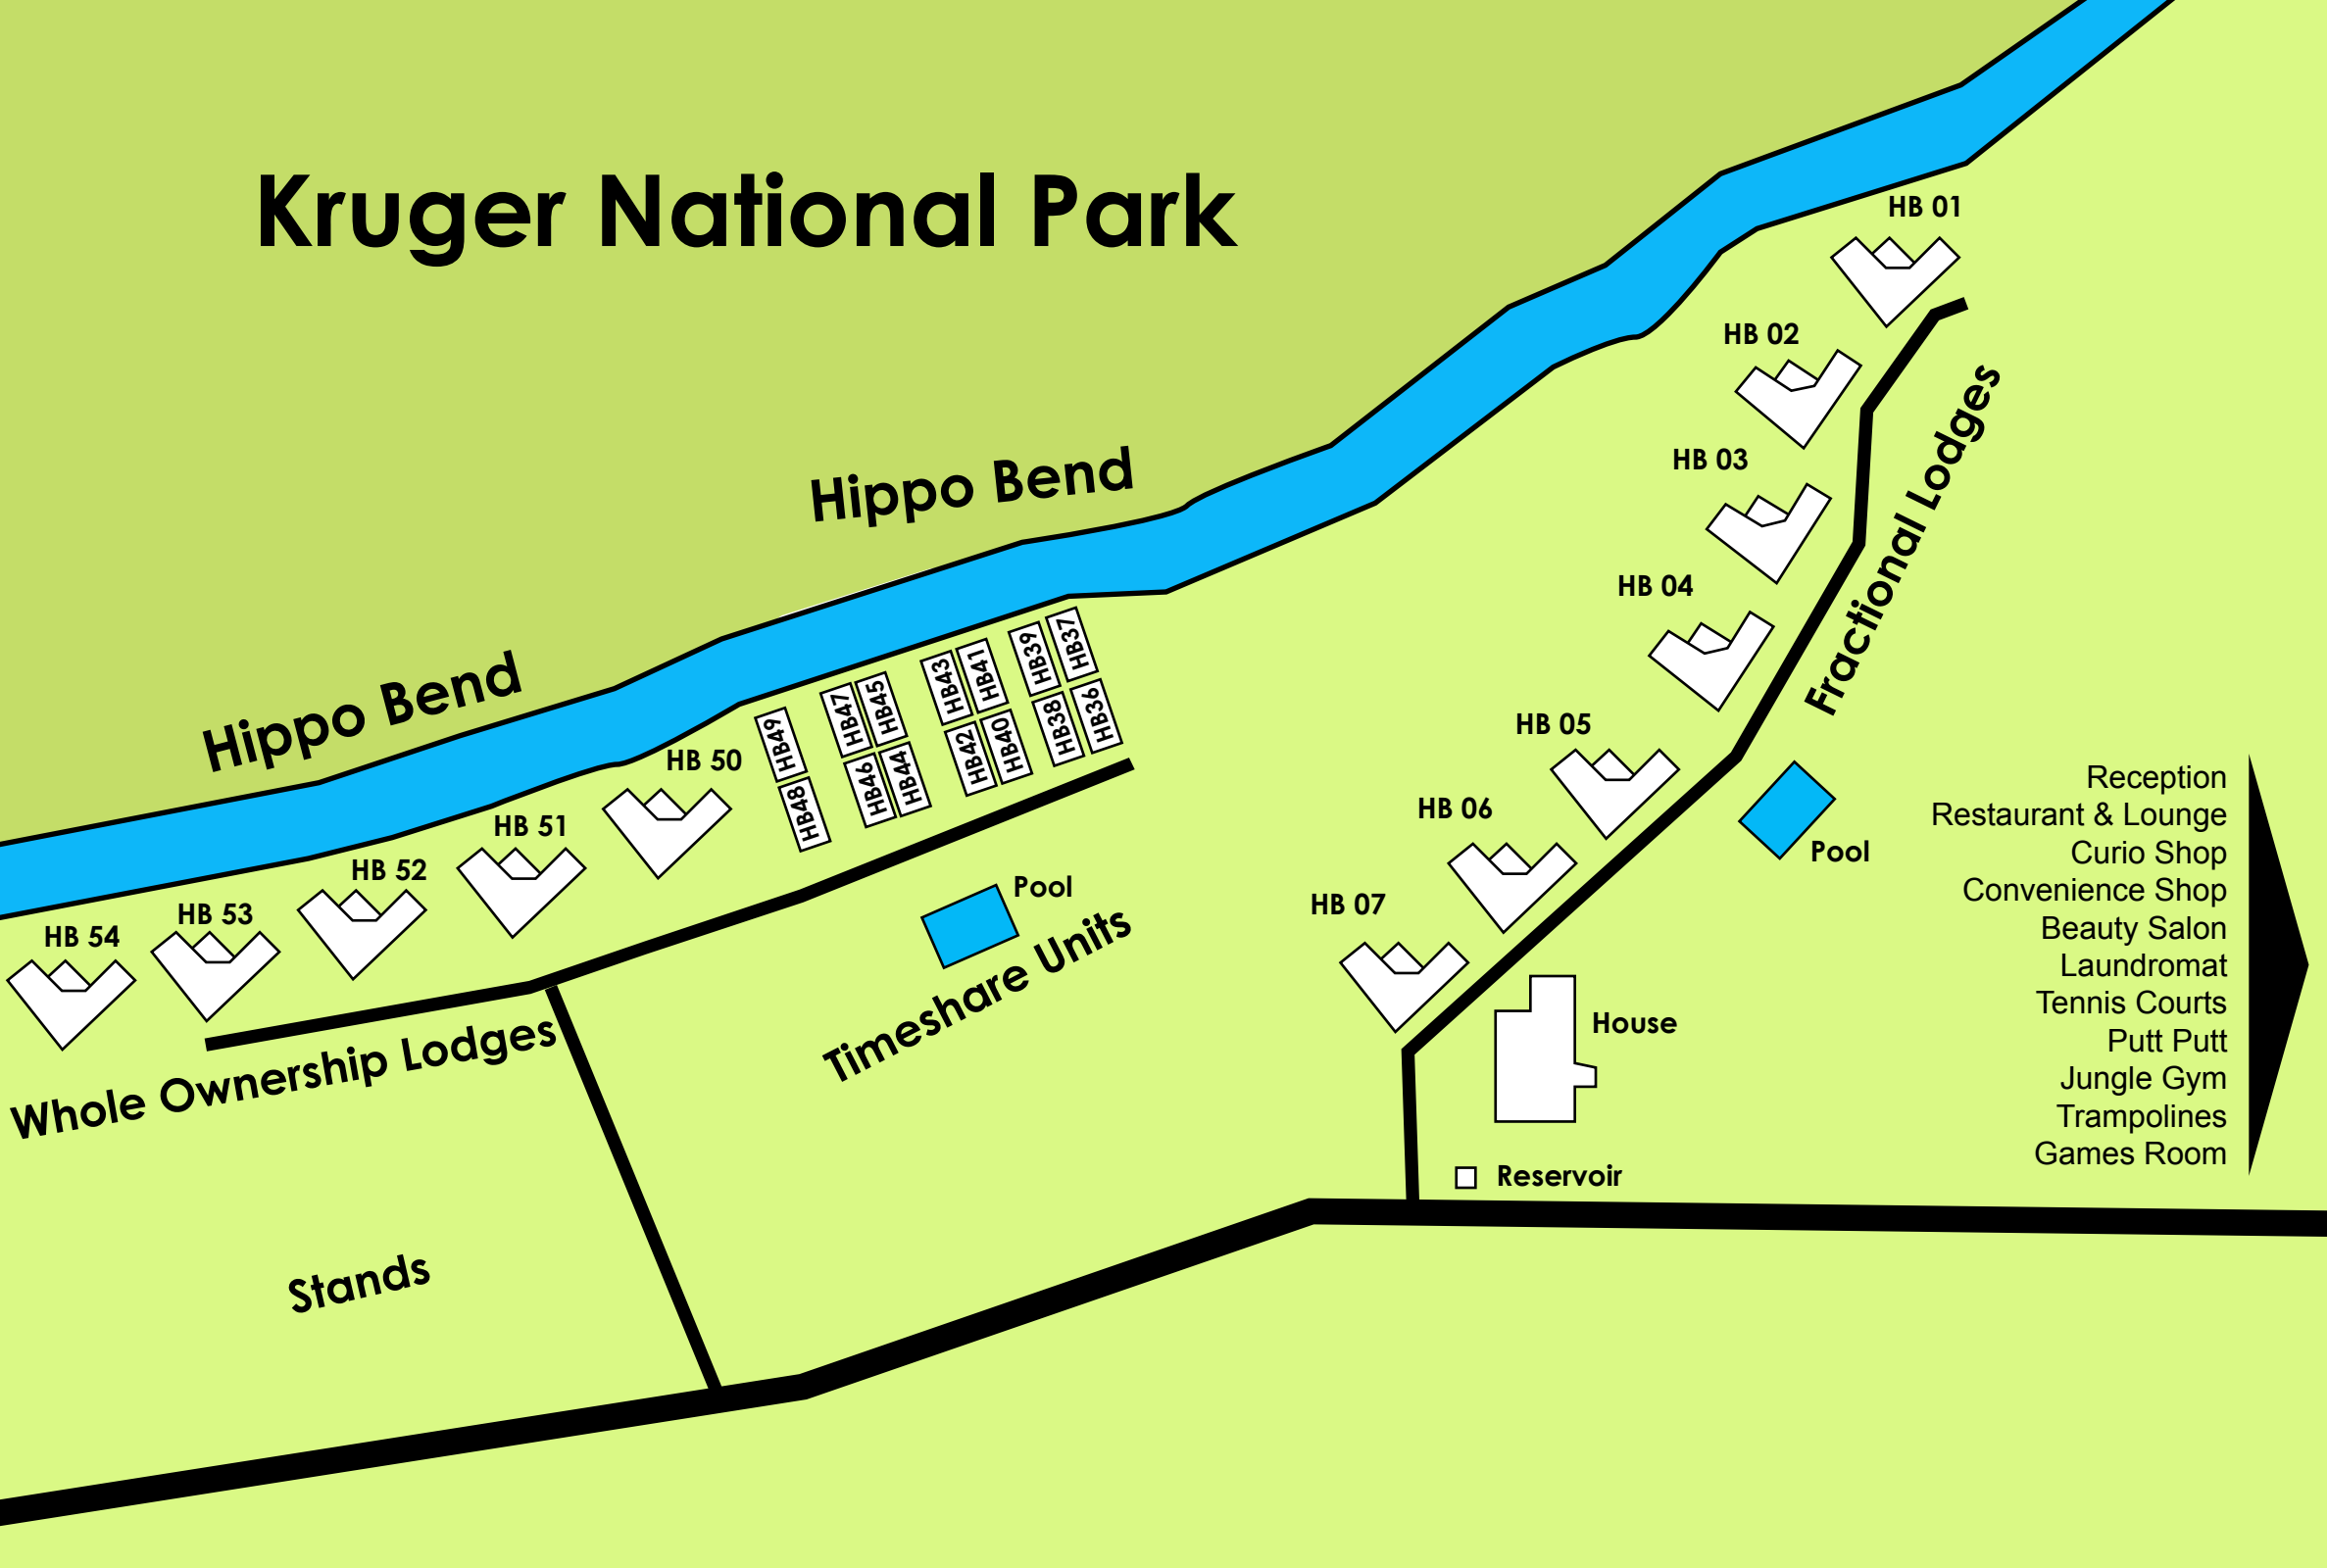 Kruger National Park
HB 01
HB 02
HB 03
Hippo Bend
HB 04
Fractional Lodges
Hippo Bend
HB37
HB39
HB41
HB43
HB45
HB47
HB49
HB36
HB38
HB40
HB42
HB44
HB46
HB48
HB 05
HB 50
HB 06
HB 51
HB 52
HB 07
HB 53
HB 54
Pool
Pool
Timeshare Units
Whole Ownership Lodges
House
Reservoir
Stands
Reception
Restaurant & Lounge
Curio Shop
Convenience Shop
Beauty Salon
Laundromat
Tennis Courts
Putt Putt
Jungle Gym
Trampolines
Games Room